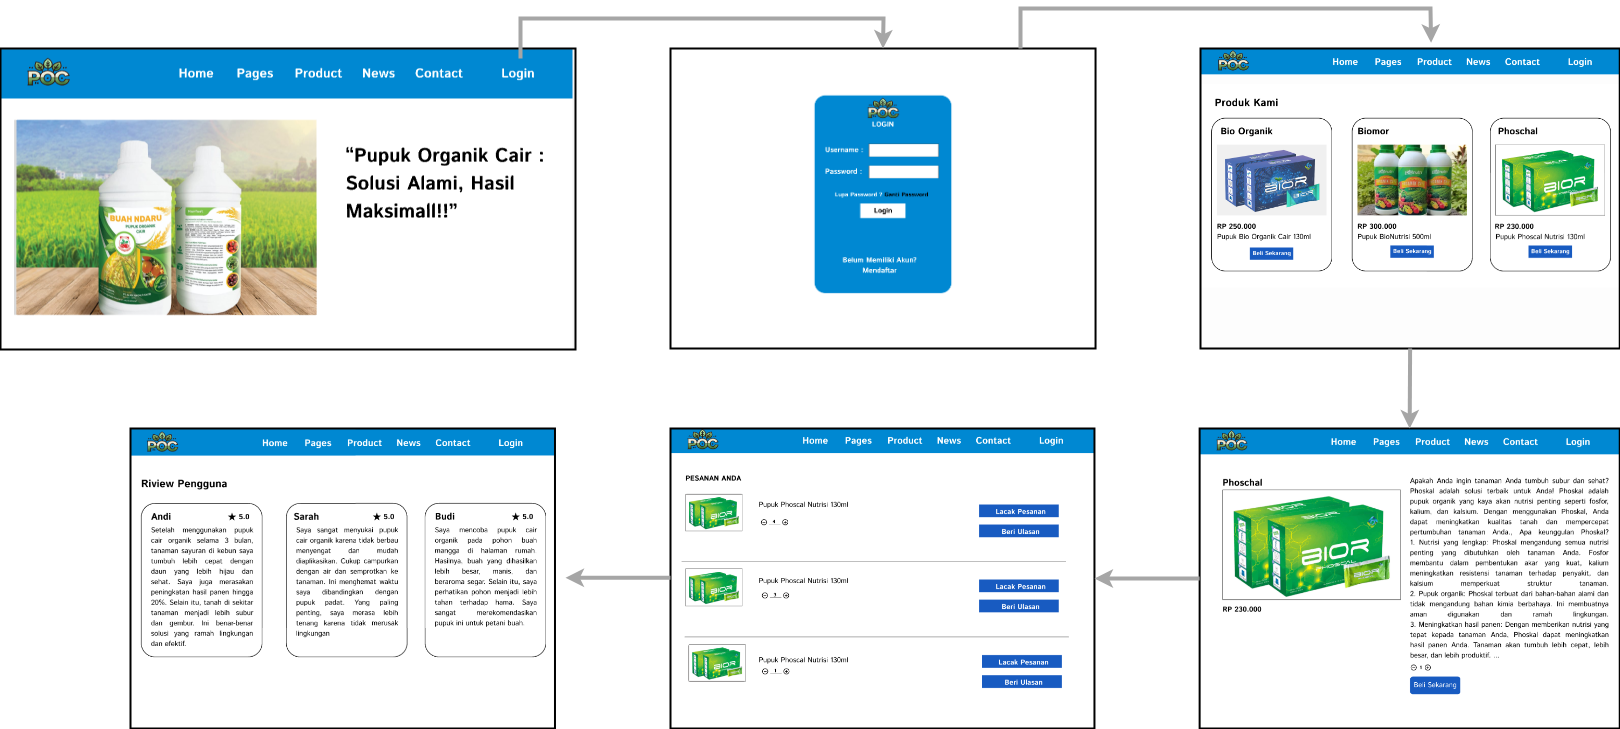 POC
Home Pages Product News Contact Login
“Pupuk Organik Cair :
Solusi Alami, Hasil
Maksimall!!”
BUAH NDARU
PUPUK ORGANIK
CAIR
POC
LOGIN
Username :
Password :
Lupa Password ? Ganti Password
Login
Belum Memiliki Akun?
Mendaftar
POC
Home Pages Product News Contact Login
Produk Kami
Bio Organik
BIOR
RP 250.000
Pupuk Bio Organik Cair 130ml
Beli Sekarang
Biomor
RP 300.000
Pupuk BioNutrisi 500ml
Beli Sekarang
Phoschal
BIOR
RP 230.000
Pupuk Phoscal Nutrisi 130ml
Beli Sekarang
POC
Home Pages Product News Contact Login
Riview Pengguna
Andi ★ 5.0
Setelah menggunakan pupuk
cair organik selama 3 bulan,
tanaman sayuran di kebun saya
tumbuh lebih cepat dengan
daun yang lebih hijau dan
sehat. Saya juga merasakan
peningkatan hasil panen hingga
20%. Selain itu, tanah di sekitar
tanaman menjadi lebih subur
dan gembur. Ini benar-benar
solusi yang ramah lingkungan
dan efektif.
Sarah ★ 5.0
Saya sangat menyukai pupuk
cair organik karena tidak berbau
menyengat dan mudah
diaplikasikan. Cukup campurkan
dengan air dan semprotkan ke
tanaman. Ini menghemat waktu
saya dibandingkan dengan
pupuk padat. Yang paling
penting, saya merasa lebih
tenang karena tidak merusak
lingkungan
Budi ★ 5.0
Saya mencoba pupuk cair
organik pada pohon buah
mangga di halaman rumah.
Hasilnya, buah yang dihasilkan
lebih besar, manis, dan
beraroma segar. Selain itu, saya
perhatikan pohon menjadi lebih
tahan terhadap hama. Saya
sangat merekomendasikan
pupuk ini untuk petani buah.
POC
Home Pages Product News Contact Login
PESANAN ANDA
BIOR
Pupuk Phoscal Nutrisi 130ml
Lacak Pesanan
Beri Ulasan
BIOR
Pupuk Phoscal Nutrisi 130ml
Lacak Pesanan
Beri Ulasan
BIOR
Pupuk Phoscal Nutrisi 130ml
1
Lacak Pesanan
Beri Ulasan
POC
Home Pages Product News Contact Login
Phoschal
BIOR
RP 230.000
Apakah Anda ingin tanaman Anda tumbuh subur dan sehat?
Phoskal adalah solusi terbaik untuk Anda! Phoskal adalah
pupuk organik yang kaya akan nutrisi penting seperti fosfor,
kalium, dan kalsium. Dengan menggunakan Phoskal, Anda
dapat meningkatkan kualitas tanah dan mempercepat
pertumbuhan tanaman Anda., Apa keunggulan Phoskal?
1. Nutrisi yang lengkap: Phoskal mengandung semua nutrisi
penting yang dibutuhkan oleh tanaman Anda. Fosfor
membantu dalam pembentukan akar yang kuat, kalium
meningkatkan resistensi tanaman terhadap penyakit, dan
kalsium memperkuat struktur tanaman.
2. Pupuk organik: Phoskal terbuat dari bahan-bahan alami dan
tidak mengandung bahan kimia berbahaya. Ini membuatnya
aman digunakan dan ramah lingkungan.
3. Meningkatkan hasil panen: Dengan memberikan nutrisi yang
tepat kepada tanaman Anda, Phoskal dapat meningkatkan
hasil panen Anda. Tanaman akan tumbuh lebih cepat, lebih
besar, dan lebih produktif. ...
Beli Sekarang